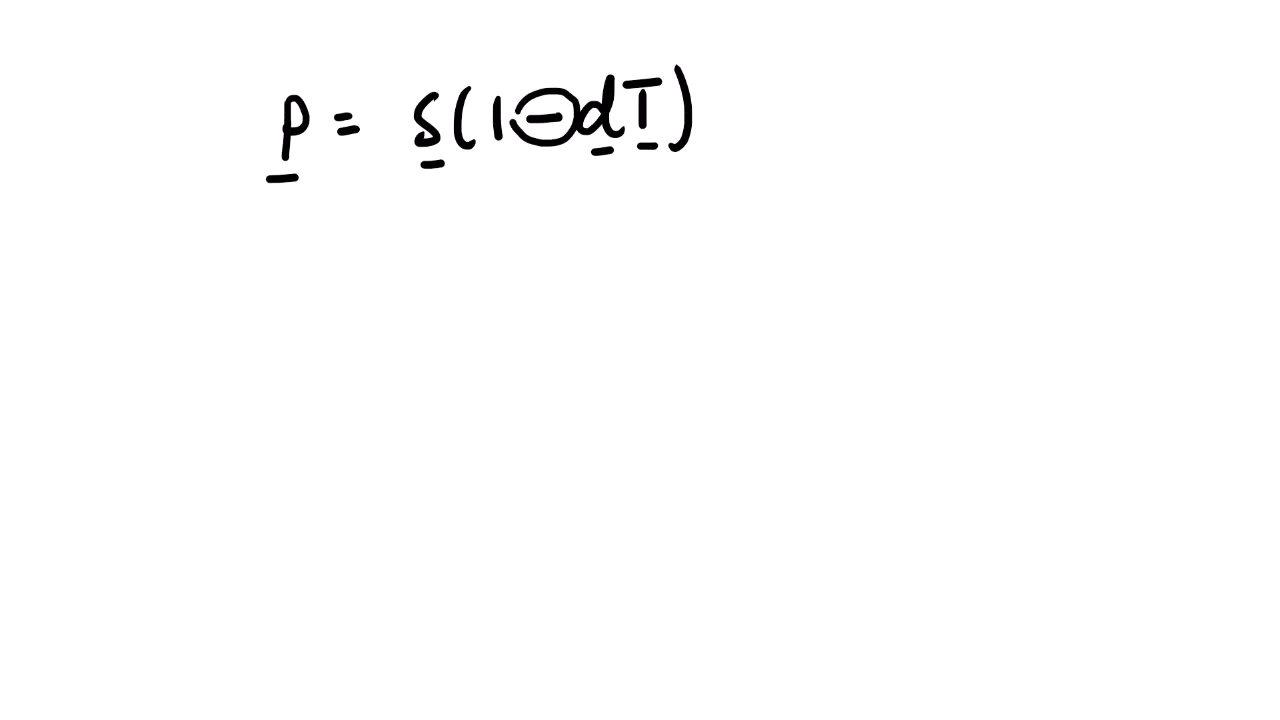 p = s(1-dT)